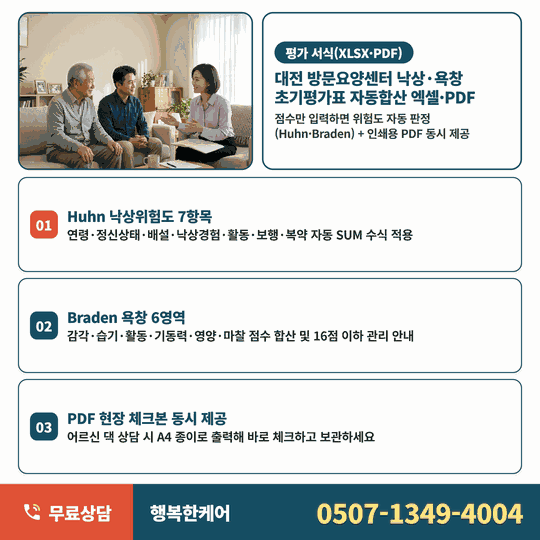 평가 서식(XLSX·PDF)
대전 방문요양센터 낙상·욕창
초기평가표 자동합산 엑셀·PDF
점수만 입력하면 위험도 자동 판정
(Huhn·Braden) + 인쇄용 PDF 동시 제공
01
Huhn 낙상위험도 7항목
연령·정신상태·배설·낙상경험·활동·보행·복약 자동 SUM 수식 적용
02
Braden 욕창 6영역
감각·습기·활동·기동력·영양·마찰 점수 합산 및 16점 이하 관리 안내
03
PDF 현장 체크본 동시 제공
어르신 댁 상담 시 A4 종이로 출력해 바로 체크하고 보관하세요
무료상담
행복한케어
0507-1349-4004